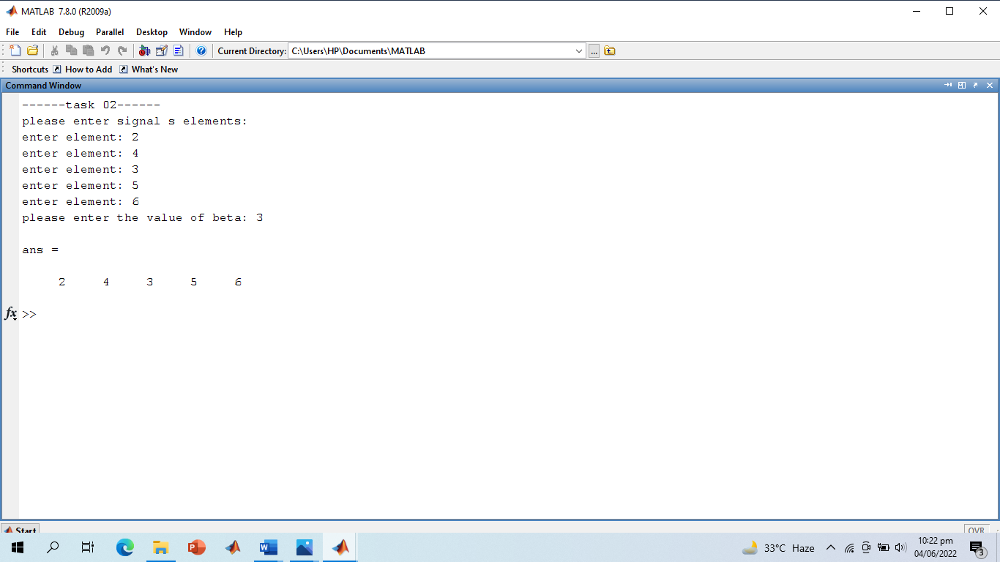 MATLAB 7.8.0 (R2009a)
File Edit Debug Parallel Desktop Window Help
Current Directory: C:\Users\HP\Documents\MATLAB ...
Shortcuts How to Add What's New
Command Window
------task 02------
please enter signal s elements:
enter element: 2
enter element: 4
enter element: 3
enter element: 5
enter element: 6
please enter the value of beta: 3
ans =
2 4 3 5 6
fx >>
Start
OVR
33°C Haze
10:22 pm
04/06/2022
3